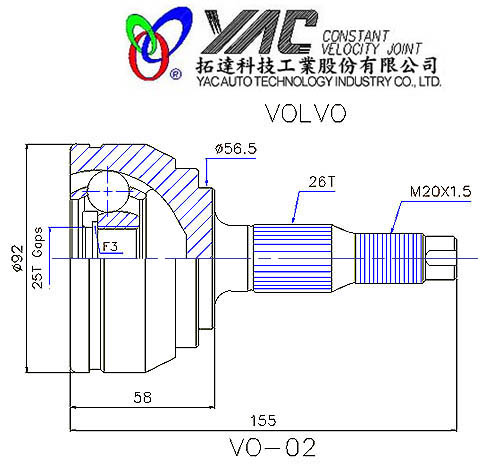 YAC CONSTANT
VELOCITY JOINT
®
拓達科技工業股份有限公司
YAC AUTO TECHNOLOGY INDUSTRY CO., LTD.
VOLVO
ø56.5
26T
M20X1.5
ø92
25T Gaps
F3
58
155
VO-02